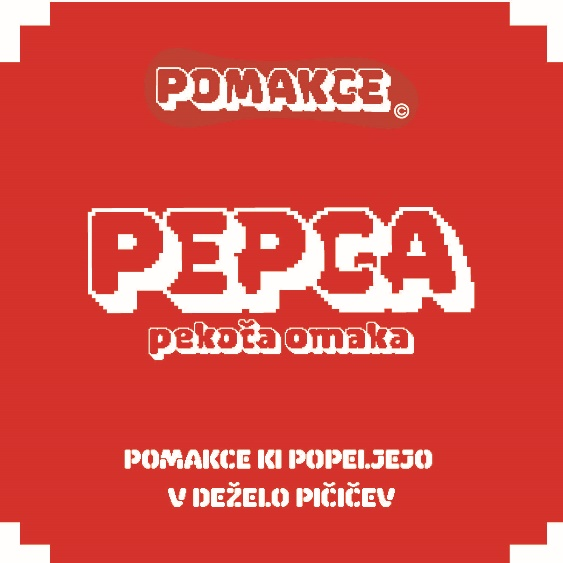 POMAKCE ©
PEPCA
pekoča omaka
POMAKCE KI POPELJEJO
V DEŽELO PIČIČEV